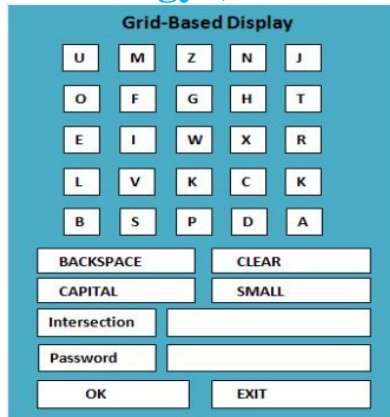 Grid-Based Display
U M Z N J
O F G H T
E I W X R
L V K C K
B S P D A
BACKSPACE CLEAR
CAPITAL SMALL
Intersection
Password
OK EXIT